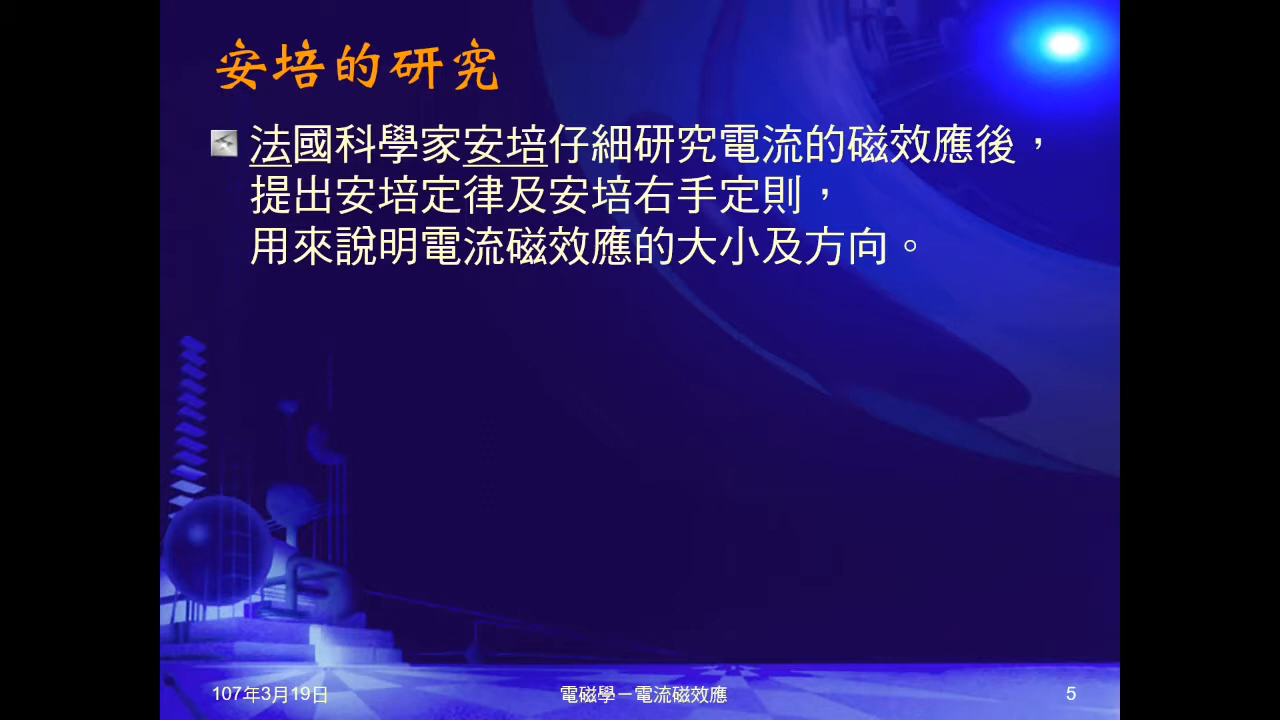 安培的研究
法國科學家安培仔細研究電流的磁效應後，
提出安培定律及安培右手定則，
用來說明電流磁效應的大小及方向。
107年3月19日
電磁學－電流磁效應
5